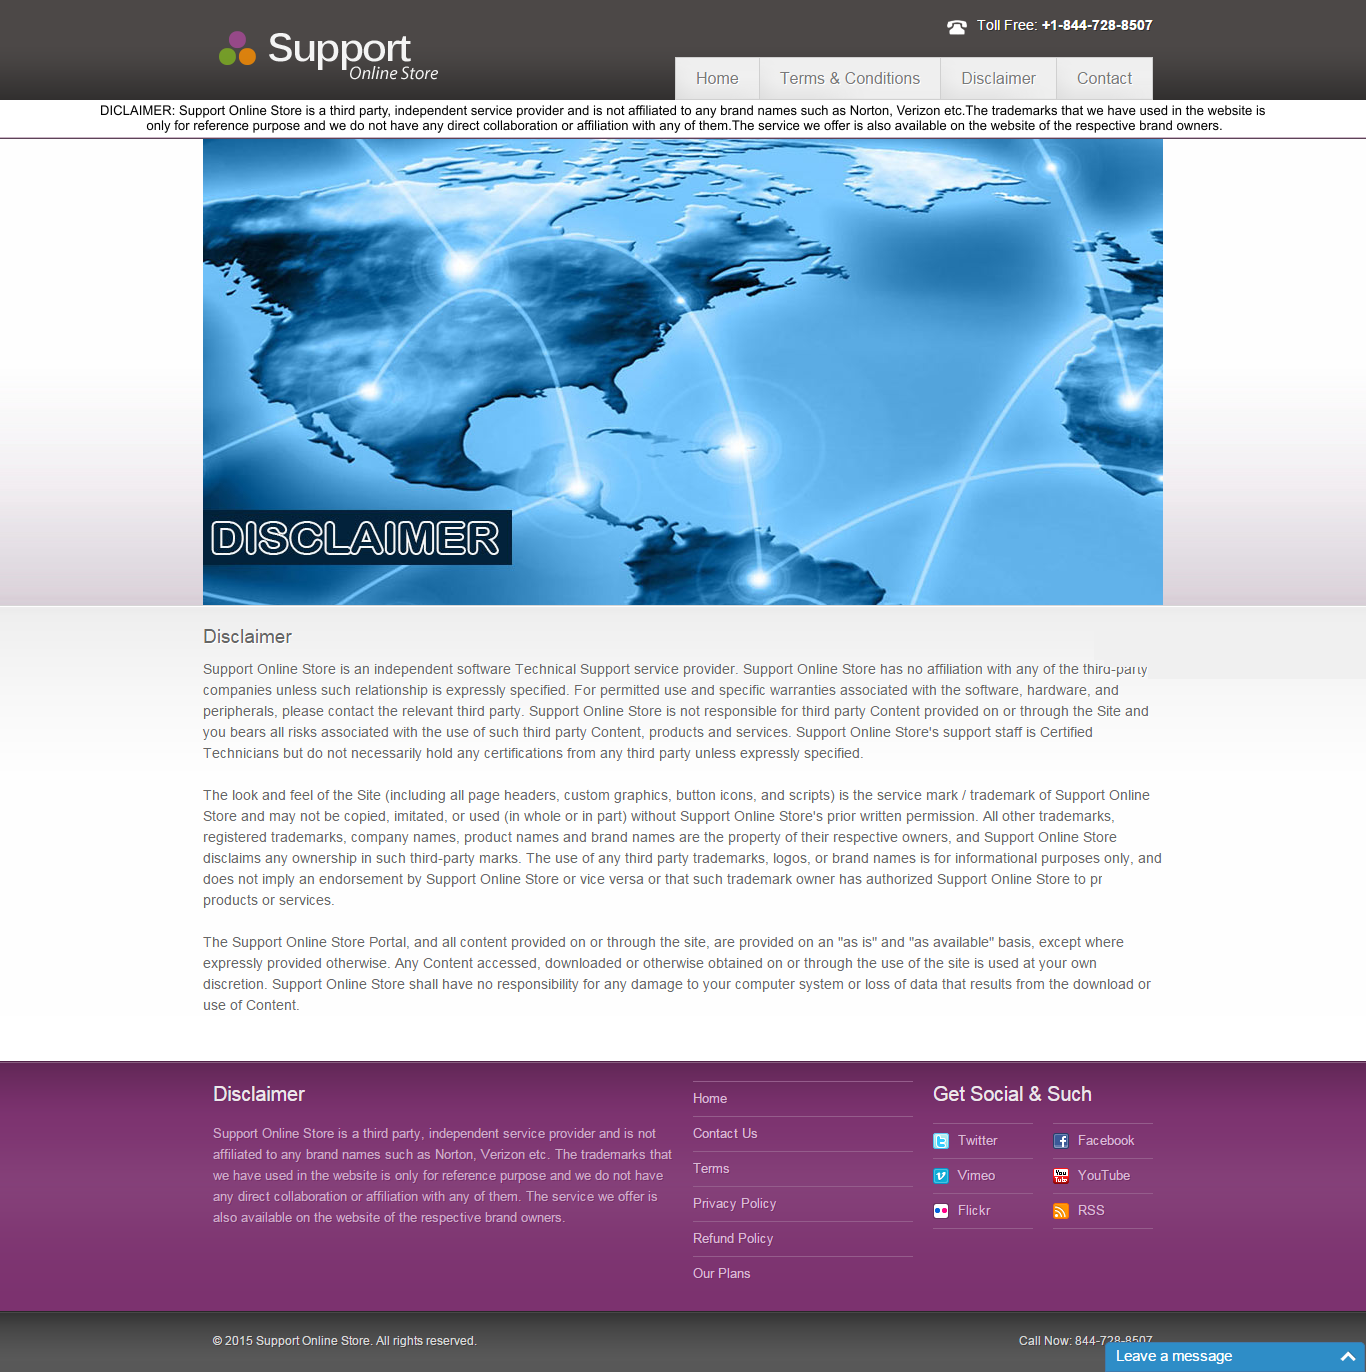 Support
Online Store
Toll Free: +1-844-728-8507
Home
Terms & Conditions
Disclaimer
Contact
DICLAIMER: Support Online Store is a third party, independent service provider and is not affiliated to any brand names such as Norton, Verizon etc.The trademarks that we have used in the website is
only for reference purpose and we do not have any direct collaboration or affiliation with any of them.The service we offer is also available on the website of the respective brand owners.
DISCLAIMER
Disclaimer
Support Online Store is an independent software Technical Support service provider. Support Online Store has no affiliation with any of the third-party
companies unless such relationship is expressly specified. For permitted use and specific warranties associated with the software, hardware, and
peripherals, please contact the relevant third party. Support Online Store is not responsible for third party Content provided on or through the Site and
you bears all risks associated with the use of such third party Content, products and services. Support Online Store's support staff is Certified
Technicians but do not necessarily hold any certifications from any third party unless expressly specified.
The look and feel of the Site (including all page headers, custom graphics, button icons, and scripts) is the service mark / trademark of Support Online
Store and may not be copied, imitated, or used (in whole or in part) without Support Online Store's prior written permission. All other trademarks,
registered trademarks, company names, product names and brand names are the property of their respective owners, and Support Online Store
disclaims any ownership in such third-party marks. The use of any third party trademarks, logos, or brand names is for informational purposes only, and
does not imply an endorsement by Support Online Store or vice versa or that such trademark owner has authorized Support Online Store to pr
products or services.
The Support Online Store Portal, and all content provided on or through the site, are provided on an "as is" and "as available" basis, except where
expressly provided otherwise. Any Content accessed, downloaded or otherwise obtained on or through the use of the site is used at your own
discretion. Support Online Store shall have no responsibility for any damage to your computer system or loss of data that results from the download or
use of Content.
Disclaimer
Support Online Store is a third party, independent service provider and is not
affiliated to any brand names such as Norton, Verizon etc. The trademarks that
we have used in the website is only for reference purpose and we do not have
any direct collaboration or affiliation with any of them. The service we offer is
also available on the website of the respective brand owners.
Home
Contact Us
Terms
Privacy Policy
Refund Policy
Our Plans
Get Social & Such
Twitter
Facebook
Vimeo
YouTube
Flickr
RSS
© 2015 Support Online Store. All rights reserved.
Call Now: 844-728-8507
Leave a message